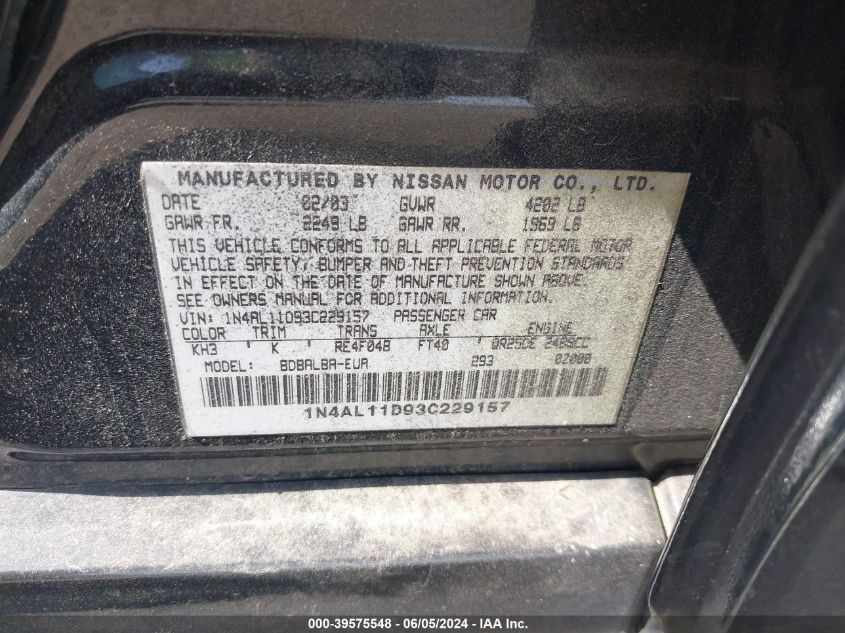 MANUFACTURED BY NISSAN MOTOR CO., LTD.
DATE 02/03 GVWR 4202 LB
GAWR FR. 2249 LB GAWR RR. 1969 LB
THIS VEHICLE CONFORMS TO ALL APPLICABLE FEDERAL MOTOR
VEHICLE SAFETY, BUMPER AND THEFT PREVENTION STANDARDS
IN EFFECT ON THE DATE OF MANUFACTURE SHOWN ABOVE
SEE OWNERS MANUAL FOR ADDITIONAL INFORMATION.
VIN: 1N4AL11D93C229157 PASSENGER CAR
COLOR TRIM TRANS AXLE ENGINE
KH3 K RE4F04B FT40 QR25DE 2489CC
MODEL: BDBALBA-EUA 293 02000
1N4AL11D93C229157
000-39575548 - 06/05/2024 - IAA Inc.